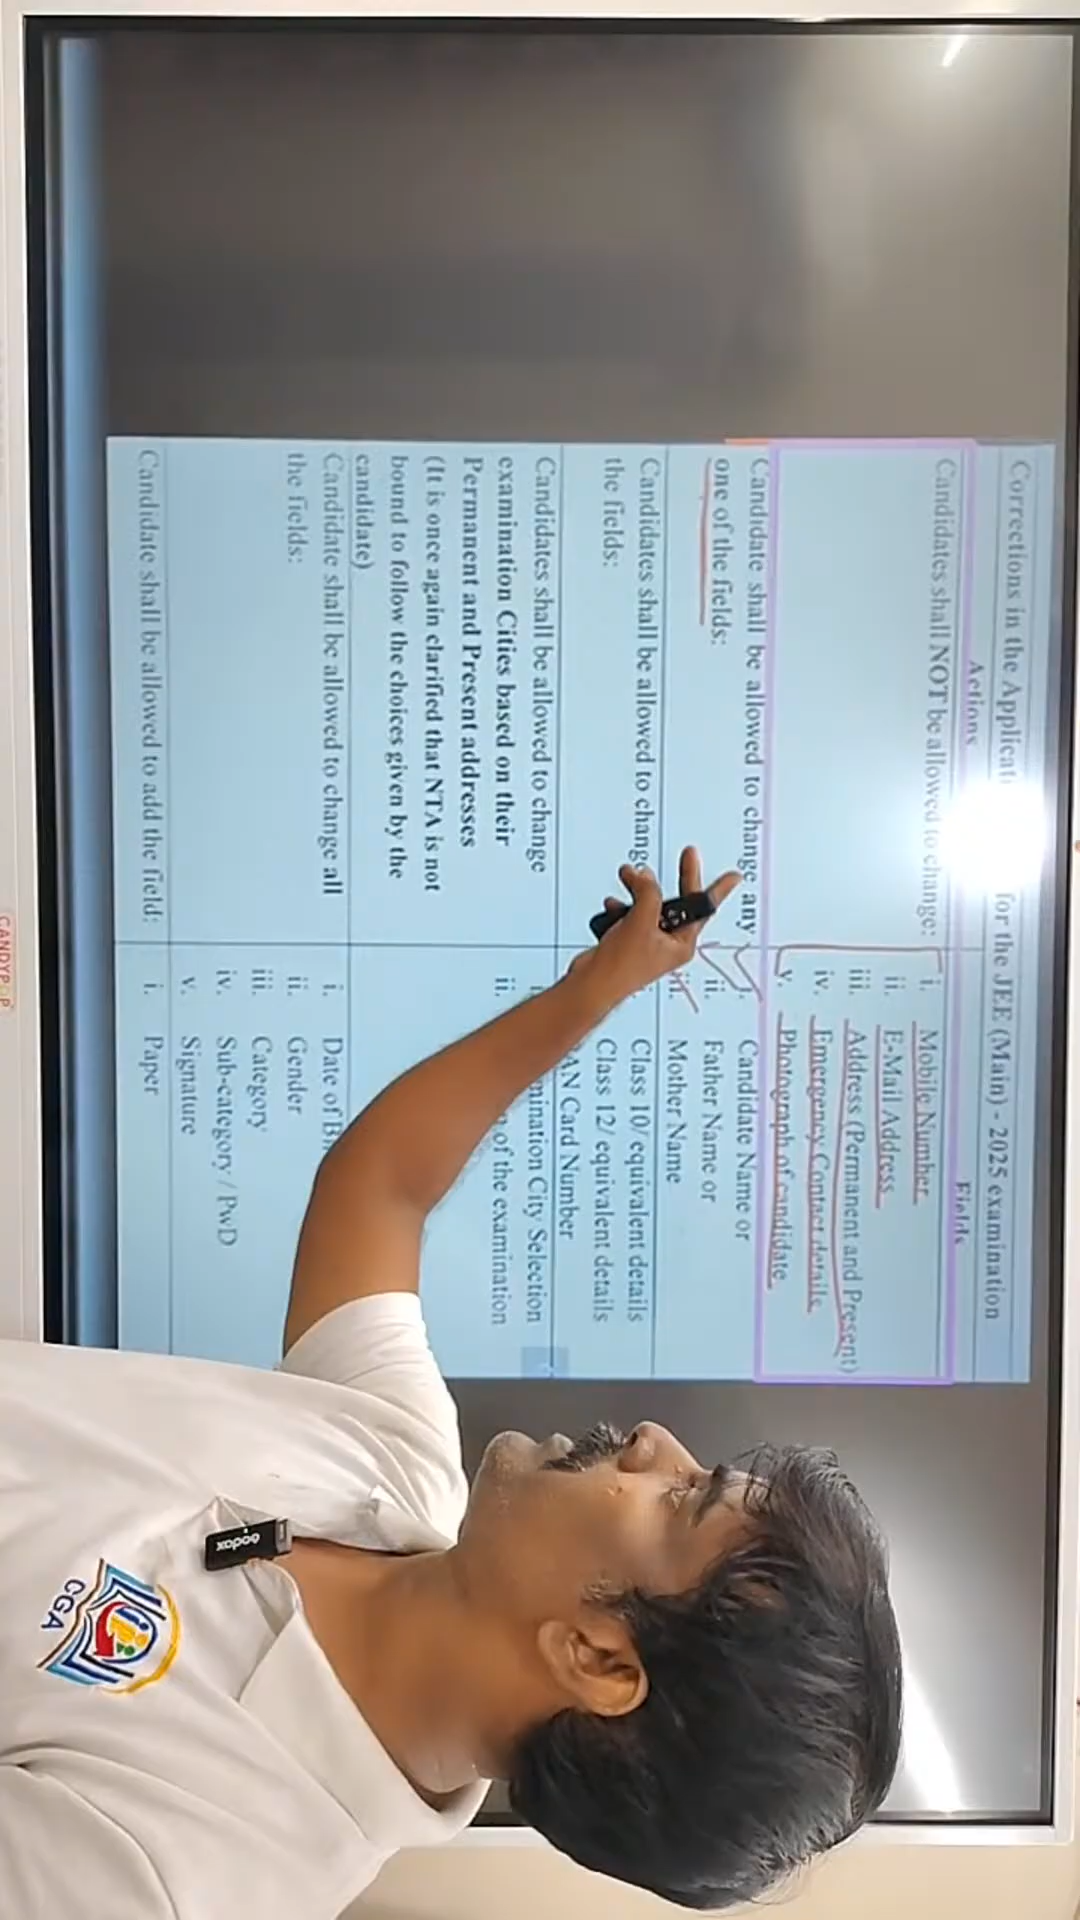 Corrections in the Applicati for the JEE (Main) - 2025 examination
Actions
Fields
Candidates shall NOT be allowed to change:
i. Mobile Number
ii. E-Mail Address
iii. Address (Permanent and Present)
iv. Emergency Contact details
v. Photograph of candidate
Candidate shall be allowed to change any
one of the fields:
i. Candidate Name or
ii. Father Name or
iii. Mother Name
Candidates shall be allowed to change
the fields:
Class 10/ equivalent details
Class 12/ equivalent details
AN Card Number
Candidates shall be allowed to change
examination Cities based on their
Permanent and Present addresses
(It is once again clarified that NTA is not
bound to follow the choices given by the
candidate)
mination City Selection
ii. of the examination
Candidate shall be allowed to change all
the fields:
i. Date of B
ii. Gender
iii. Category
iv. Sub-category / PwD
v. Signature
Candidate shall be allowed to add the field:
i. Paper
Godox
CGA
CANDYPOP